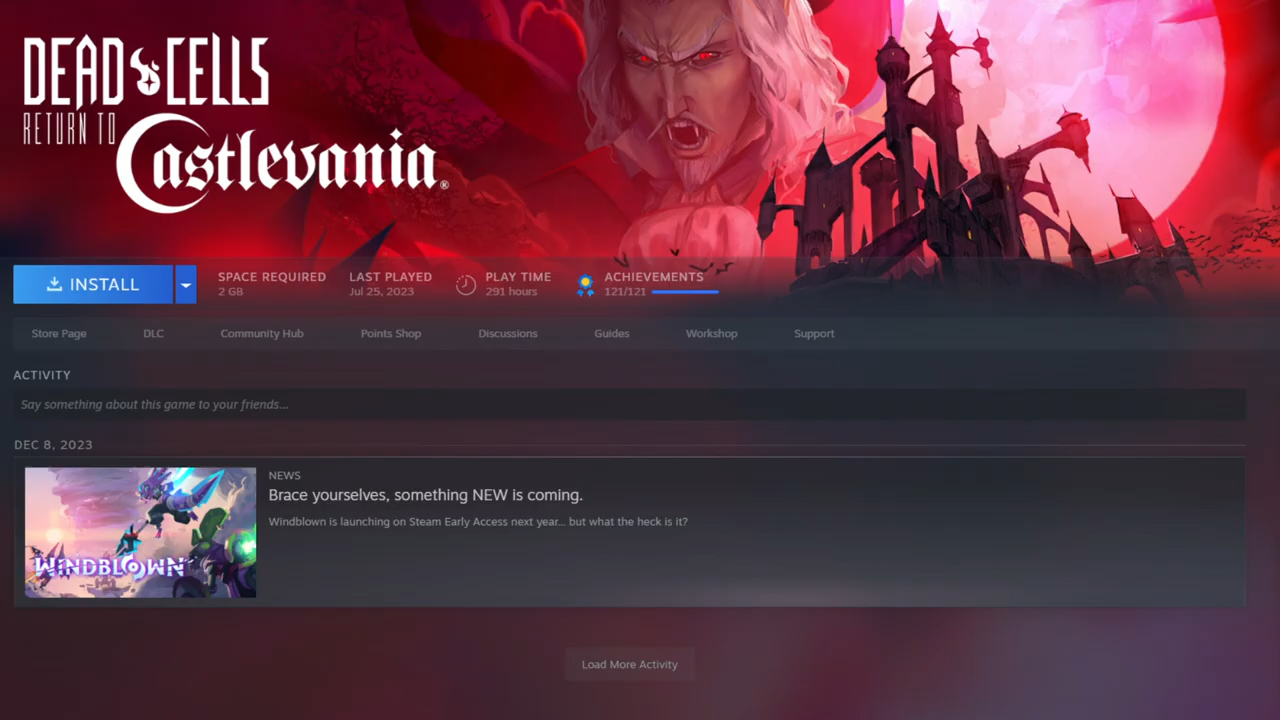 DEAD CELLS
RETURN TO
Castlevania®
INSTALL
SPACE REQUIRED
2 GB
LAST PLAYED
Jul 25, 2023
PLAY TIME
291 hours
ACHIEVEMENTS
121/121
Store Page DLC Community Hub Points Shop Discussions Guides Workshop Support
ACTIVITY
Say something about this game to your friends...
DEC 8, 2023
WINDBLOWN
NEWS
Brace yourselves, something NEW is coming.
Windblown is launching on Steam Early Access next year... but what the heck is it?
Load More Activity